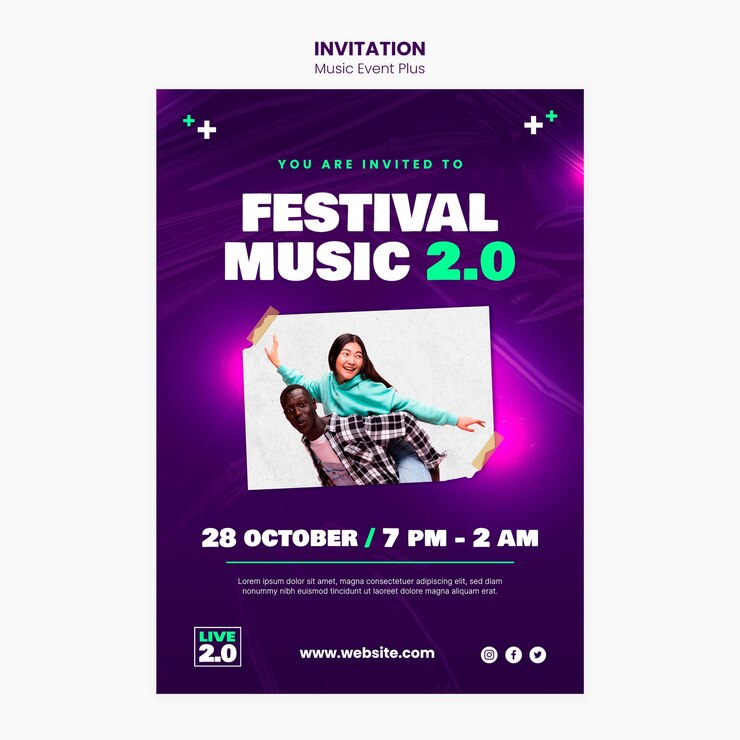 INVITATION
Music Event Plus
YOU ARE INVITED TO
FESTIVAL
MUSIC 2.0
28 OCTOBER / 7 PM - 2 AM
Lorem ipsum dolor sit amet, magna consectetuer adipiscing elit, sed diam
nonummy nibh euismod tincidunt ut laoreet dolore magna aliquam erat.
LIVE
2.0
www.website.com